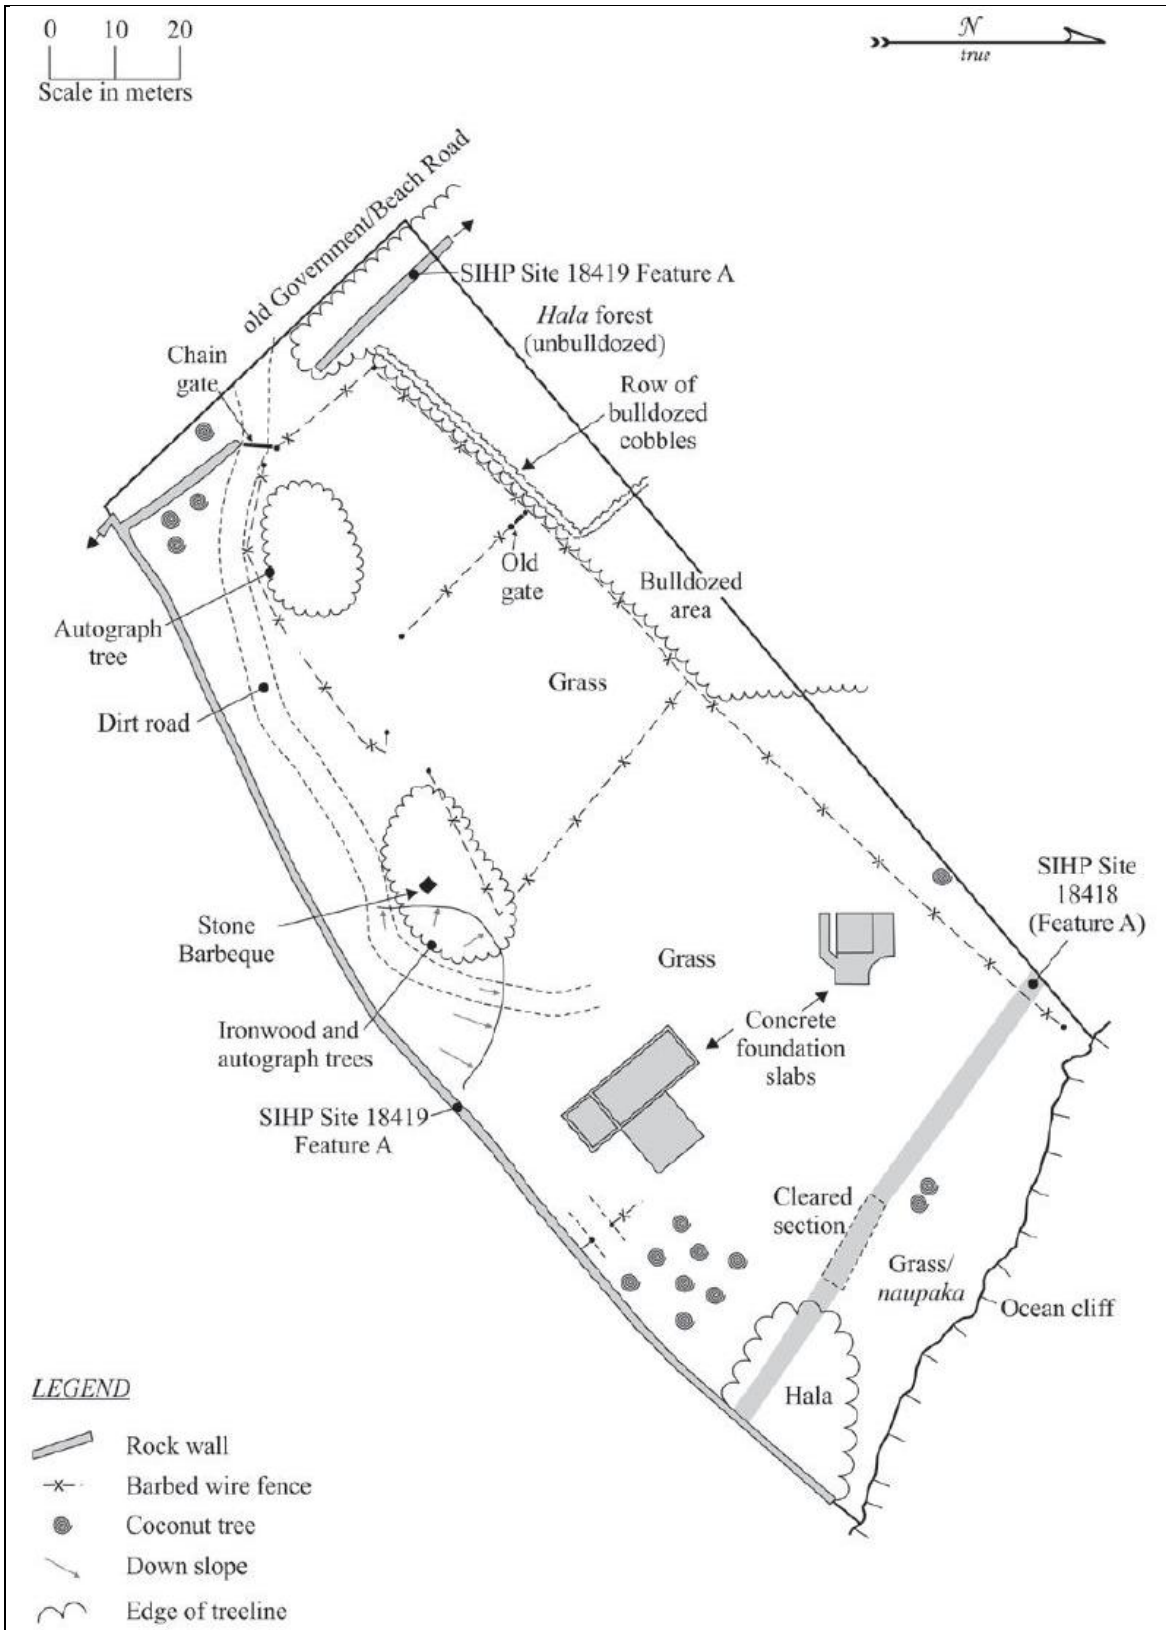 0 10 20
Scale in meters
N
true
old Government/Beach Road
SIHP Site 18419 Feature A
Hala forest
(unbulldozed)
Chain
gate
Row of
bulldozed
cobbles
Old
gate
Bulldozed
area
Autograph
tree
Grass
Dirt road
SIHP Site
18418
(Feature A)
Stone
Barbeque
Grass
Ironwood and
autograph trees
Concrete
foundation
slabs
SIHP Site 18419
Feature A
Cleared
section
Grass/
naupaka
Ocean cliff
Hala
LEGEND
Rock wall
Barbed wire fence
Coconut tree
Down slope
Edge of treeline